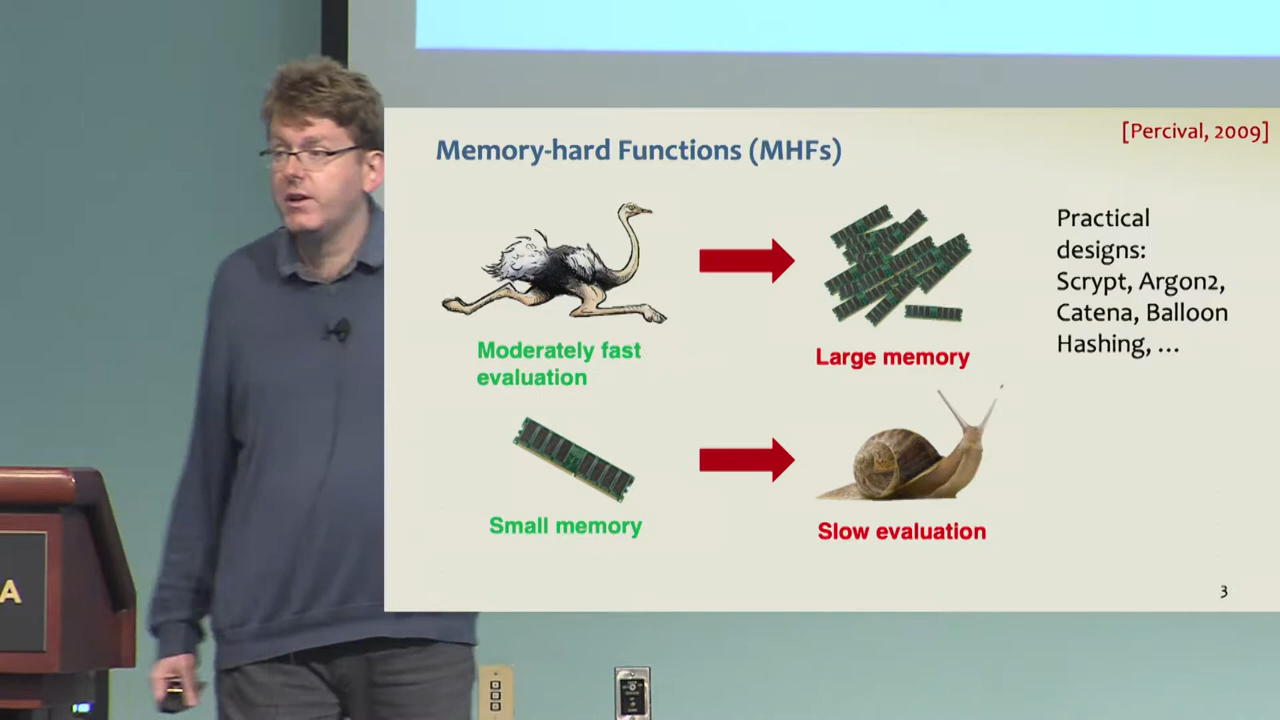 [Percival, 2009]
Memory-hard Functions (MHFs)
Practical
designs:
Scrypt, Argon2,
Catena, Balloon
Hashing, …
Moderately fast
evaluation
Large memory
Small memory
Slow evaluation
3
A